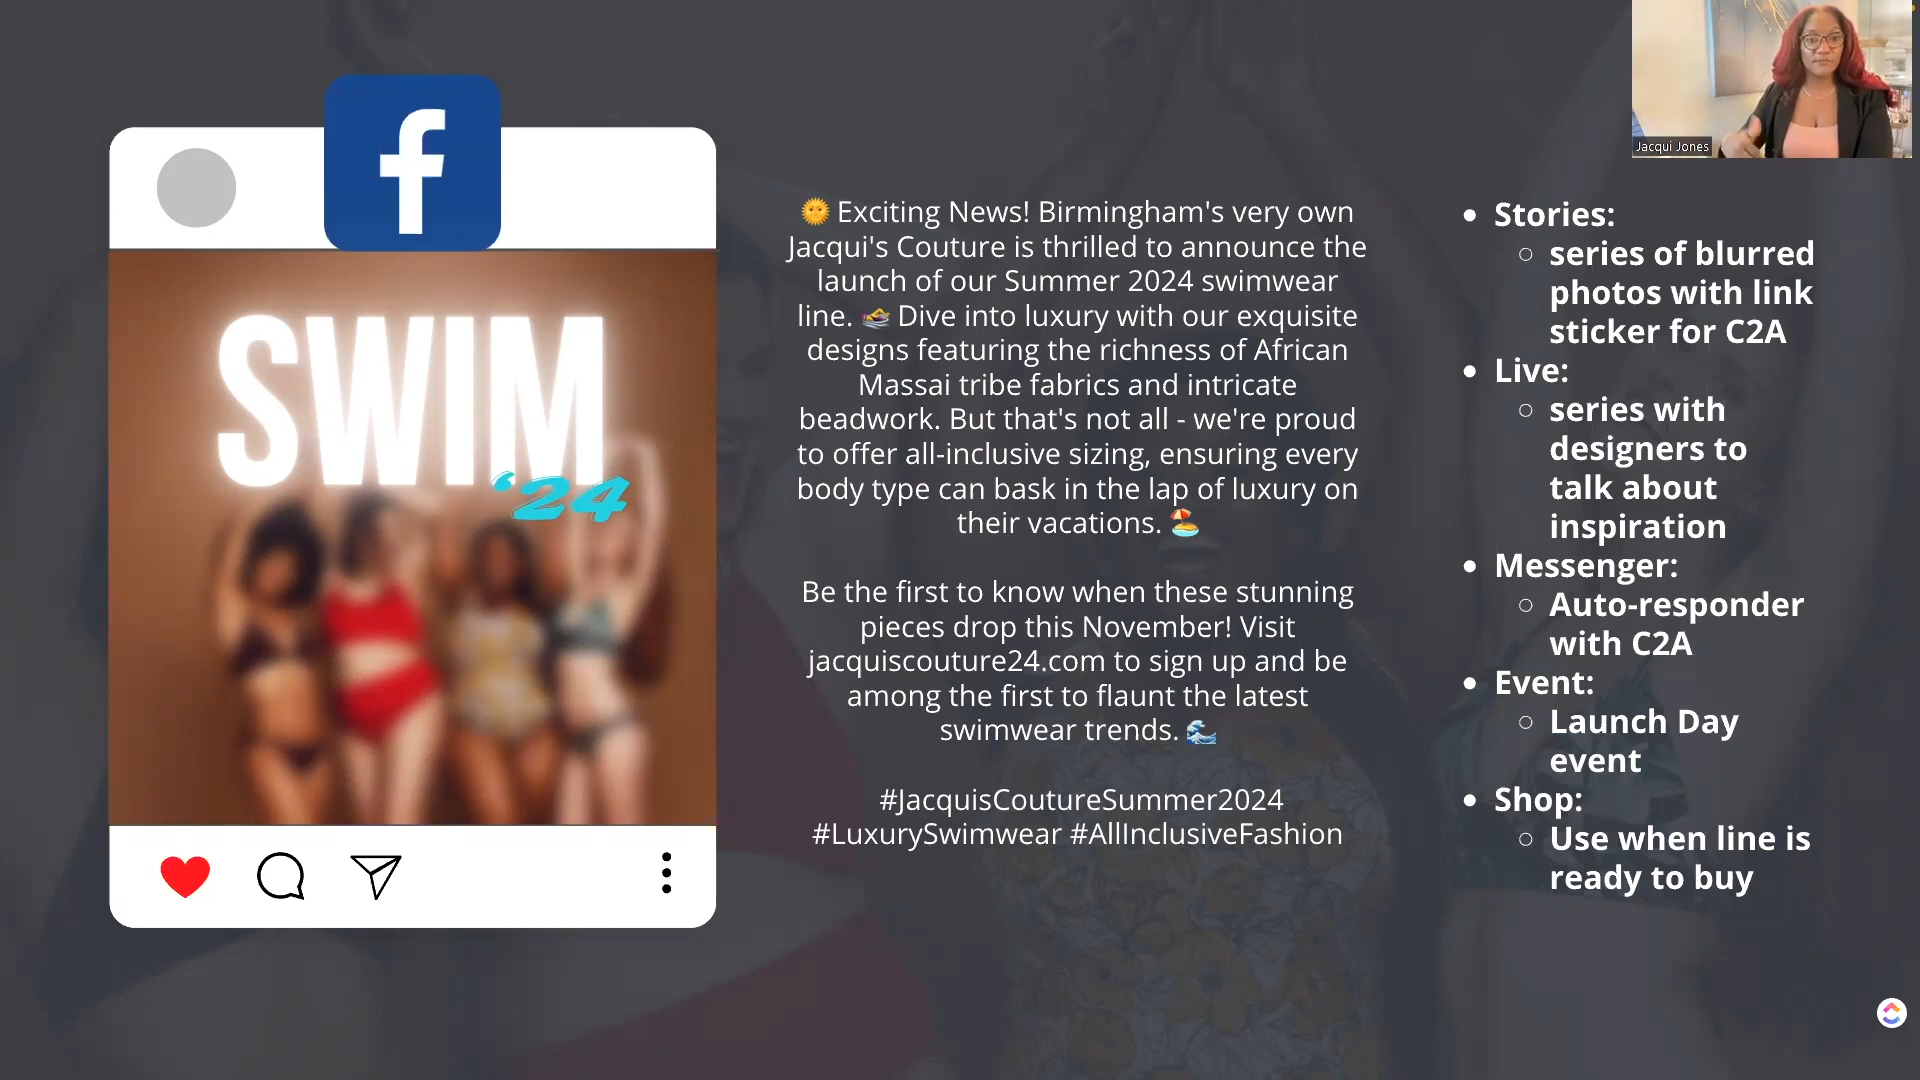 Jacqui Jones
f
SWIM
‘24
🌞 Exciting News! Birmingham's very own
Jacqui's Couture is thrilled to announce the
launch of our Summer 2024 swimwear
line. 🏊 Dive into luxury with our exquisite
designs featuring the richness of African
Massai tribe fabrics and intricate
beadwork. But that's not all - we're proud
to offer all-inclusive sizing, ensuring every
body type can bask in the lap of luxury on
their vacations. 🏖️
Be the first to know when these stunning
pieces drop this November! Visit
jacquiscouture24.com to sign up and be
among the first to flaunt the latest
swimwear trends. 🌊
#JacquisCoutureSummer2024
#LuxurySwimwear #AllInclusiveFashion
• Stories:
○ series of blurred
photos with link
sticker for C2A
• Live:
○ series with
designers to
talk about
inspiration
• Messenger:
○ Auto-responder
with C2A
• Event:
○ Launch Day
event
• Shop:
○ Use when line is
ready to buy